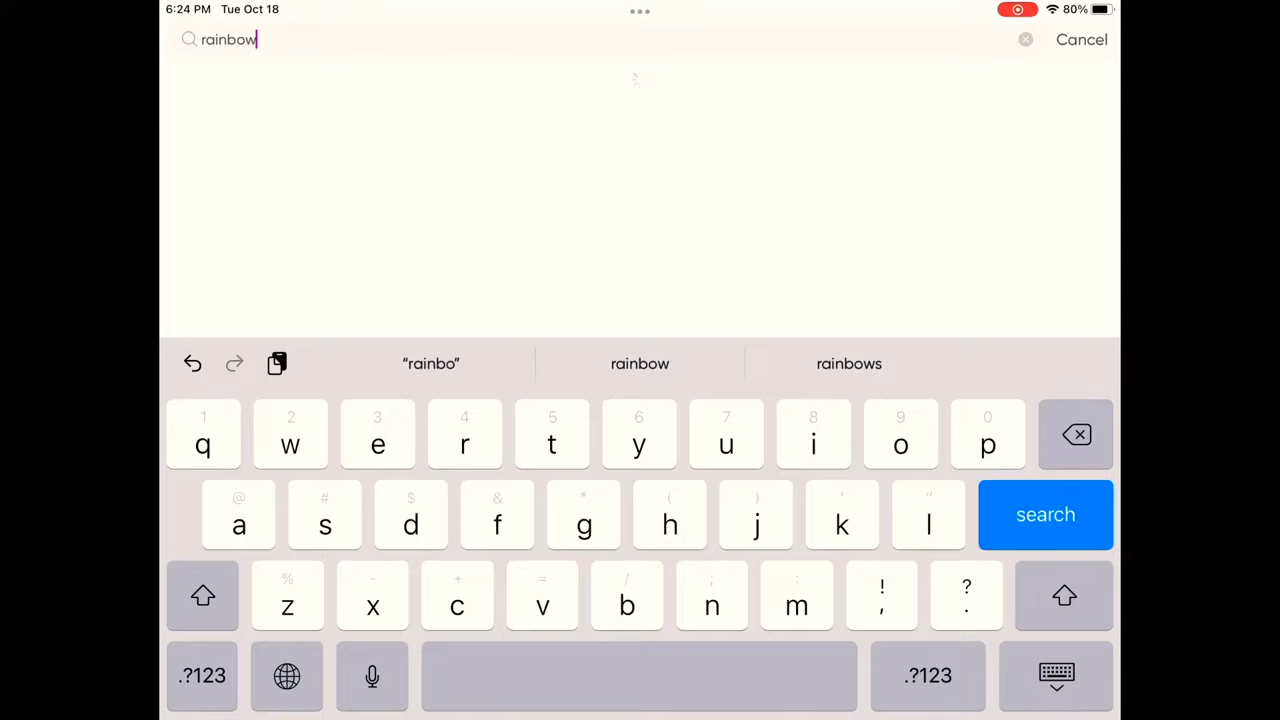 6:24 PM Tue Oct 18 80%
rainbow Cancel
“rainbo” rainbow rainbows
1 2 3 4 5 6 7 8 9 0
q w e r t y u i o p
@ # $ & * ( ) ' "
a s d f g h j k l search
% - + = / ; : ! ?
z x c v b n m , .
.?123 .?123